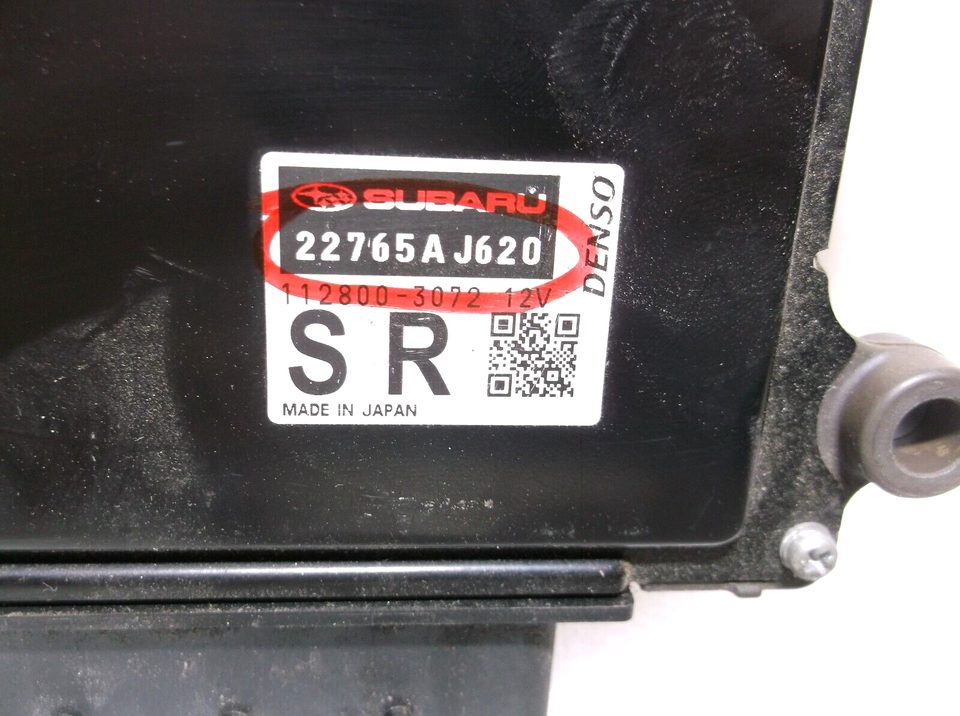 SUBARU
22765AJ620
DENSO
112800-3072 12V
SR
MADE IN JAPAN